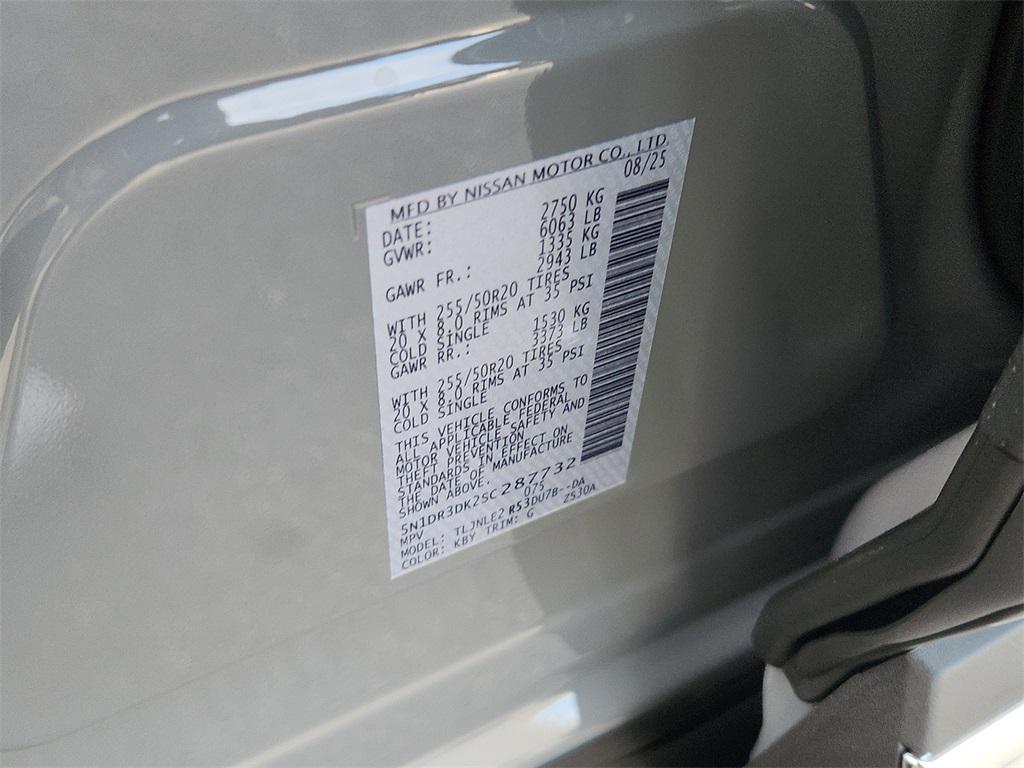 MFD BY NISSAN MOTOR CO., LTD.
DATE: 08/25
GVWR: 2750 KG
6063 LB
GAWR FR.: 1335 KG
2943 LB
WITH 255/50R20 TIRES
20 X 8.0 RIMS AT 35 PSI
COLD SINGLE
GAWR RR.: 1530 KG
3373 LB
WITH 255/50R20 TIRES
20 X 8.0 RIMS AT 35 PSI
COLD SINGLE
THIS VEHICLE CONFORMS TO
ALL APPLICABLE FEDERAL
MOTOR VEHICLE SAFETY AND
THEFT PREVENTION
STANDARDS IN EFFECT ON
THE DATE OF MANUFACTURE
SHOWN ABOVE.
5N1DR3DK2SC287732
MPV 075
MODEL: TLJNLE2 R53DU7B--DA
COLOR: KBY TRIM: G ZS30A